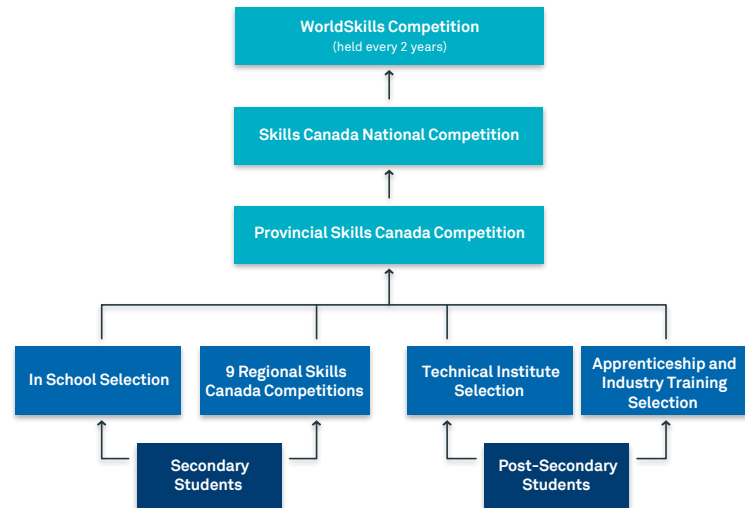 WorldSkills Competition
(held every 2 years)
Skills Canada National Competition
Provincial Skills Canada Competition
In School Selection
9 Regional Skills
Canada Competitions
Technical Institute
Selection
Apprenticeship and
Industry Training
Selection
Secondary
Students
Post-Secondary
Students